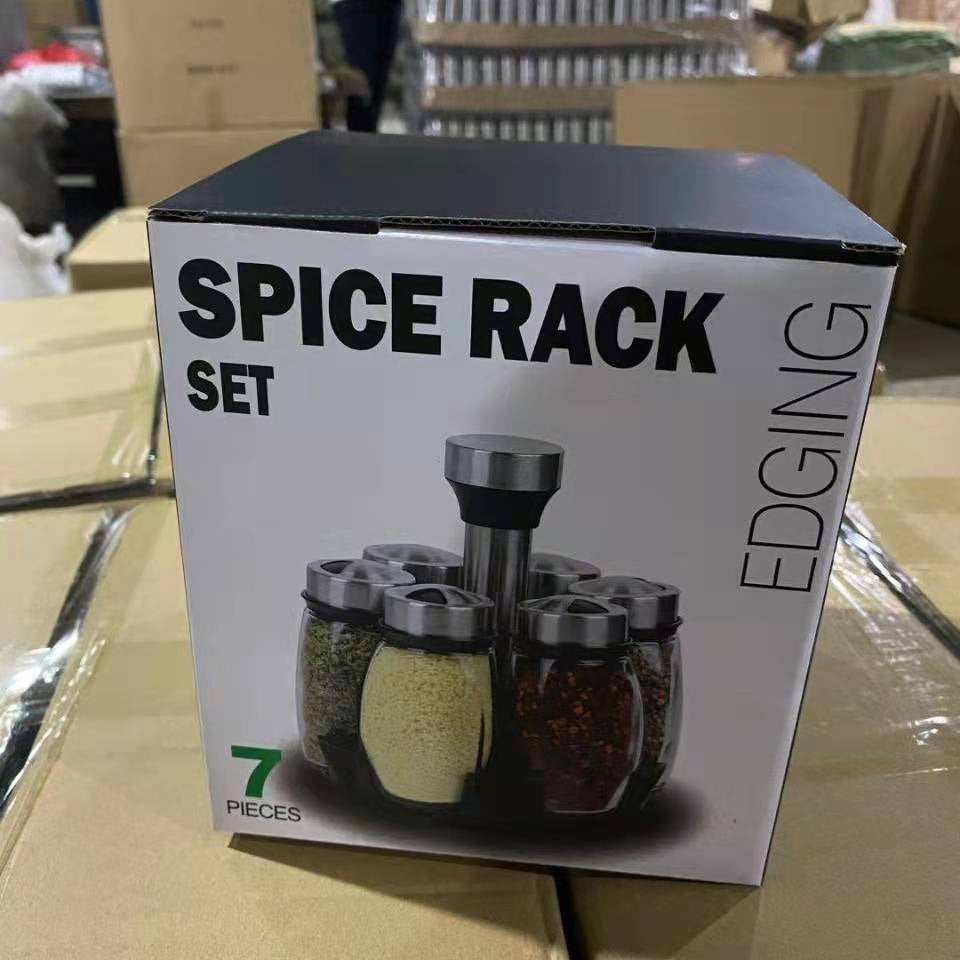 SPICE RACK
SET
EDGING
7
PIECES